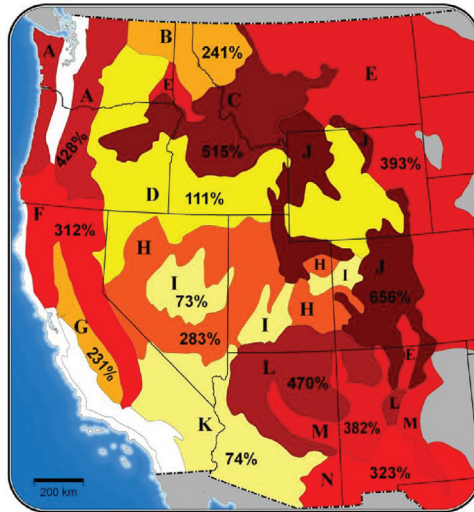 B
241%
A
E
E
A
C
428%
515%
J
J
393%
D
111%
F
312%
H
H
J
I
I
73%
656%
H
I
283%
G
231%
L
E
470%
L
K
M
382%
M
74%
N
323%
200 km